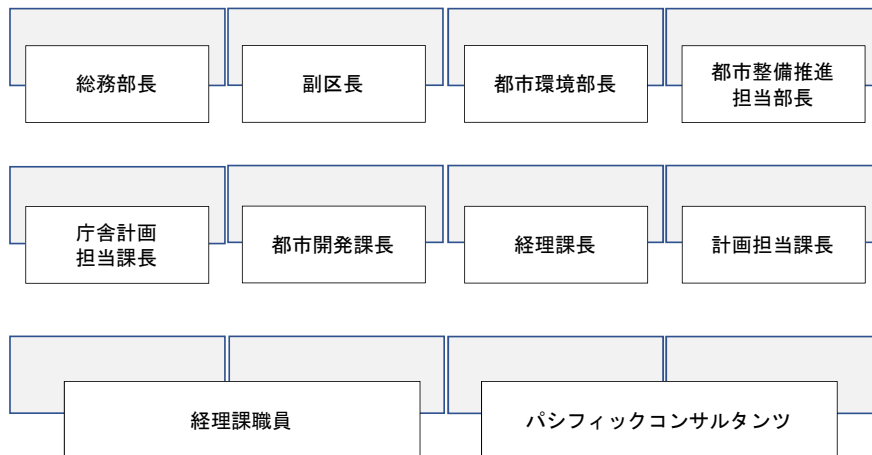 総務部長
副区長
都市環境部長
都市整備推進
担当部長
庁舎計画
担当課長
都市開発課長
経理課長
計画担当課長
経理課職員
パシフィックコンサルタンツ